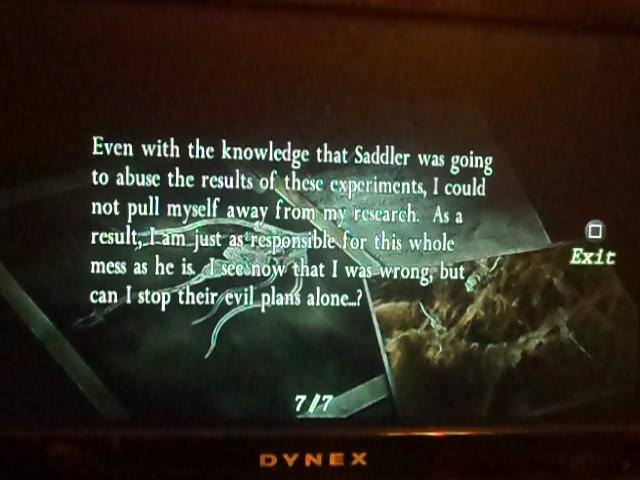 Even with the knowledge that Saddler was going
to abuse the results of these experiments, I could
not pull myself away from my research. As a
result, I am just as responsible for this whole
mess as he is. I see now that I was wrong, but
can I stop their evil plans alone...?
Exit
7/7
DYNEX